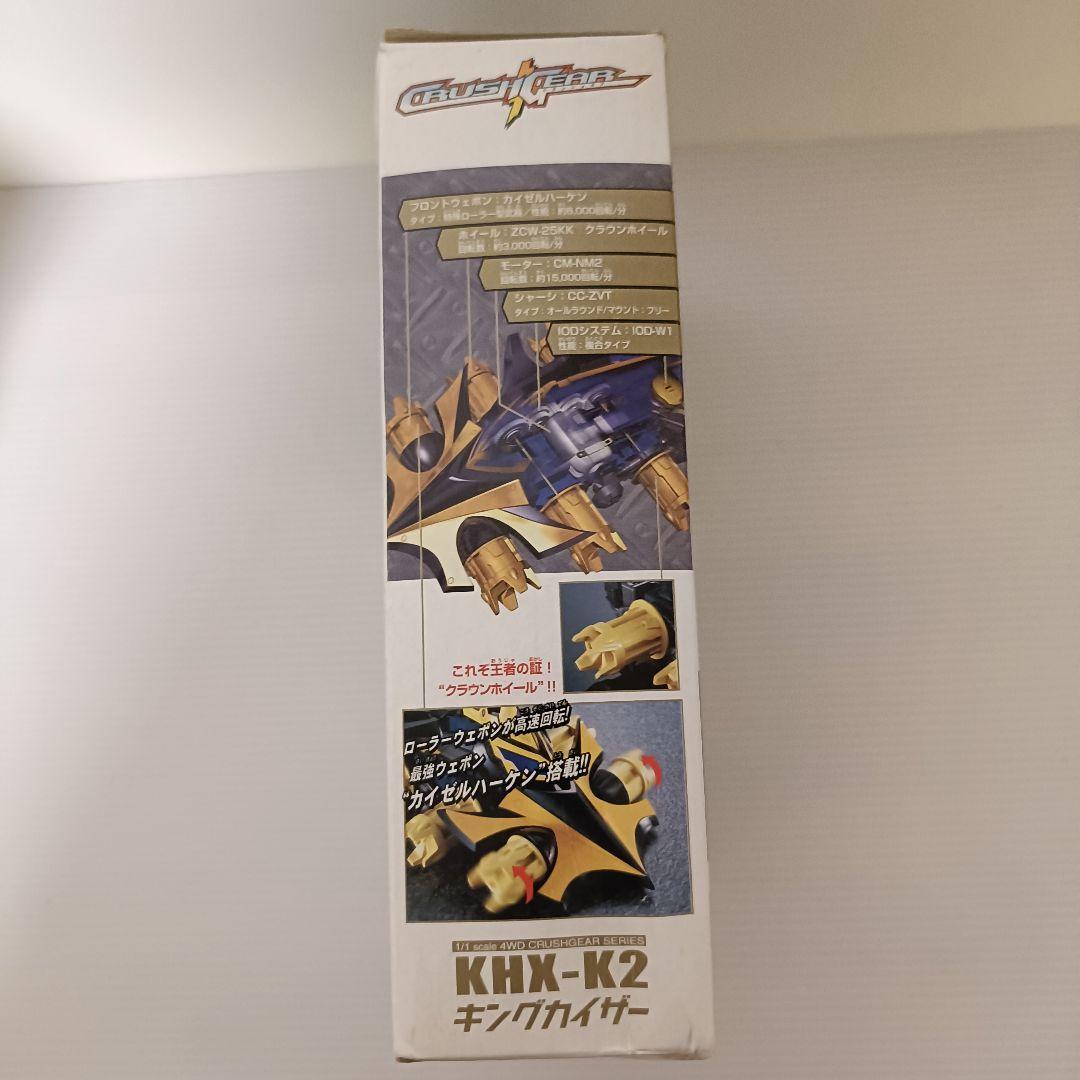 CRUSHGEAR
フロントウェポン：カイゼルハーケン
タイプ：特殊ローラー型武器／性能：約6,000回転/分
ホイール：ZCW-25KK クラウンホイール
回転数：約3,000回転/分
モーター：CM-NM2
回転数：約15,000回転/分
シャーシ：CC-ZVT
タイプ：オールラウンド/マウント：フリー
IODシステム：IOD-W1
性能：複合タイプ
これぞ王者の証！
“クラウンホイール”!!
ローラーウェポンが高速回転!
最強ウェポン
“カイゼルハーケン”搭載!!
1/1 scale 4WD CRUSHGEAR SERIES
KHX-K2
キングカイザー